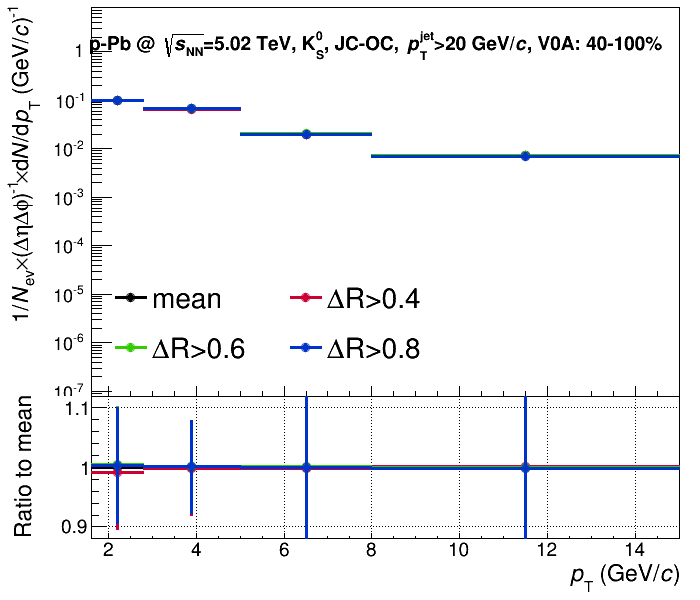 p-Pb @ √s_NN=5.02 TeV, K⁰_S, JC-OC, p_T^jet>20 GeV/c, V0A: 40-100%
1/N_ev×(ΔηΔφ)⁻¹×dN/dp_T (GeV/c)⁻¹
1
10⁻¹
10⁻²
10⁻³
10⁻⁴
10⁻⁵
10⁻⁶
10⁻⁷
mean ΔR>0.4
ΔR>0.6 ΔR>0.8
Ratio to mean
1.1
1
0.9
2 4 6 8 10 12 14
p_T (GeV/c)